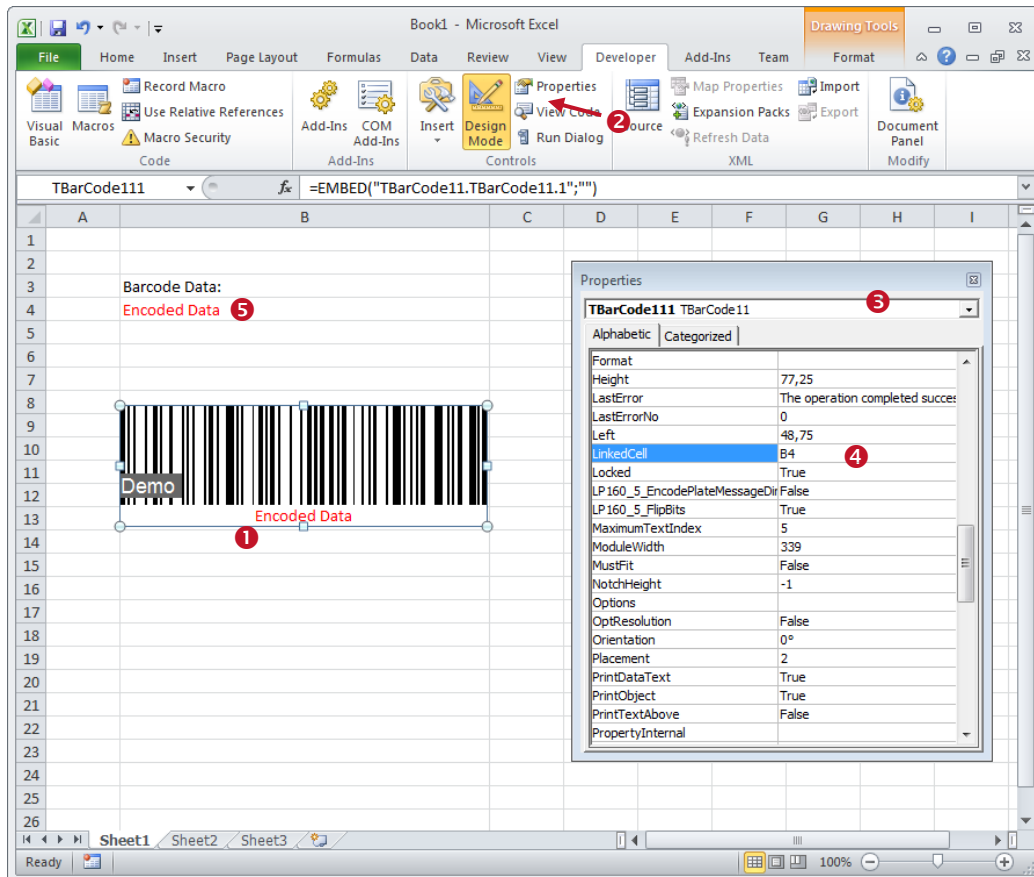 Book1 - Microsoft Excel
Drawing Tools
File Home Insert Page Layout Formulas Data Review View Developer Add-Ins Team Format
Visual Basic
Macros
Record Macro
Use Relative References
Macro Security
Code
Add-Ins
COM Add-Ins
Add-Ins
Insert
Design Mode
Properties
View Code
Run Dialog
Controls
2
Map Properties
Expansion Packs
Refresh Data
Import
Export
XML
Document Panel
Modify
TBarCode111 fx =EMBED("TBarCode11.TBarCode11.1";"")
A B C D E F G H I
1
2
3 Barcode Data:
4 Encoded Data 5
5
6
7
8
9
10
11
12 Demo
13 Encoded Data
1
14
15
16
17
18
19
20
21
22
23
24
25
26
Properties
TBarCode111 TBarCode11
3
Alphabetic Categorized
Format
Height 77,25
LastError The operation completed succes
LastErrorNo 0
Left 48,75
LinkedCell B4
4
Locked True
LP160_5_EncodePlateMessageDir False
LP160_5_FlipBits True
MaximumTextIndex 5
ModuleWidth 339
MustFit False
NotchHeight -1
Options
OptResolution False
Orientation 0°
Placement 2
PrintDataText True
PrintObject True
PrintTextAbove False
PropertyInternal
Sheet1 Sheet2 Sheet3
Ready 100%